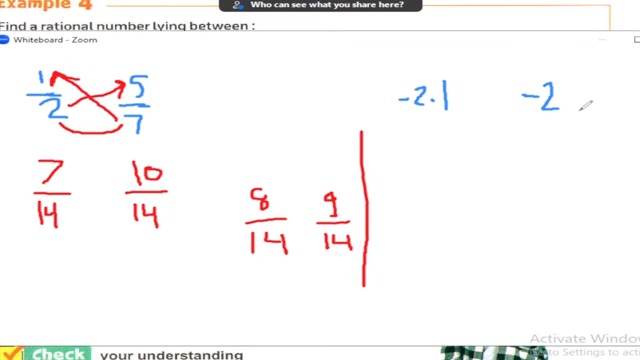 Example 4
Who can see what you share here?
Find a rational number lying between :
Whiteboard - Zoom
1/2 5/7
-2.1 -2
7/14 10/14
8/14 9/14
Activate Window
Go to Settings to activ
Check your understanding